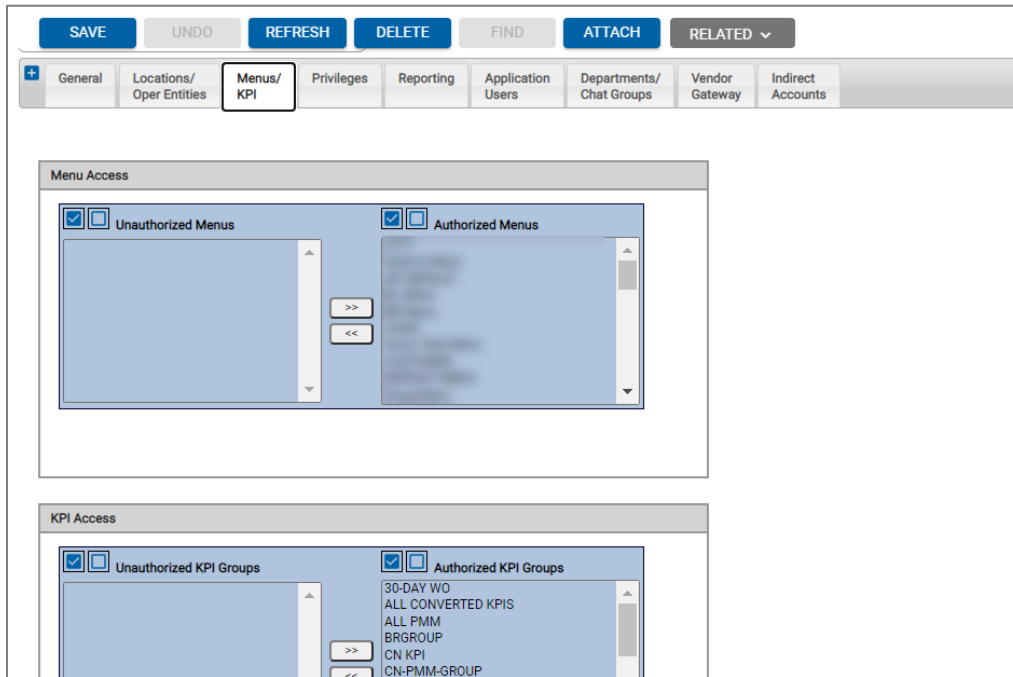 SAVE UNDO REFRESH DELETE FIND ATTACH RELATED
General Locations/ Menus/ Privileges Reporting Application Departments/ Vendor Indirect
Oper Entities KPI Users Chat Groups Gateway Accounts
Menu Access
Unauthorized Menus Authorized Menus
>>
<<
KPI Access
Unauthorized KPI Groups Authorized KPI Groups
30-DAY WO
ALL CONVERTED KPIS
ALL PMM
BRGROUP
>> CN KPI
<< CN-PMM-GROUP